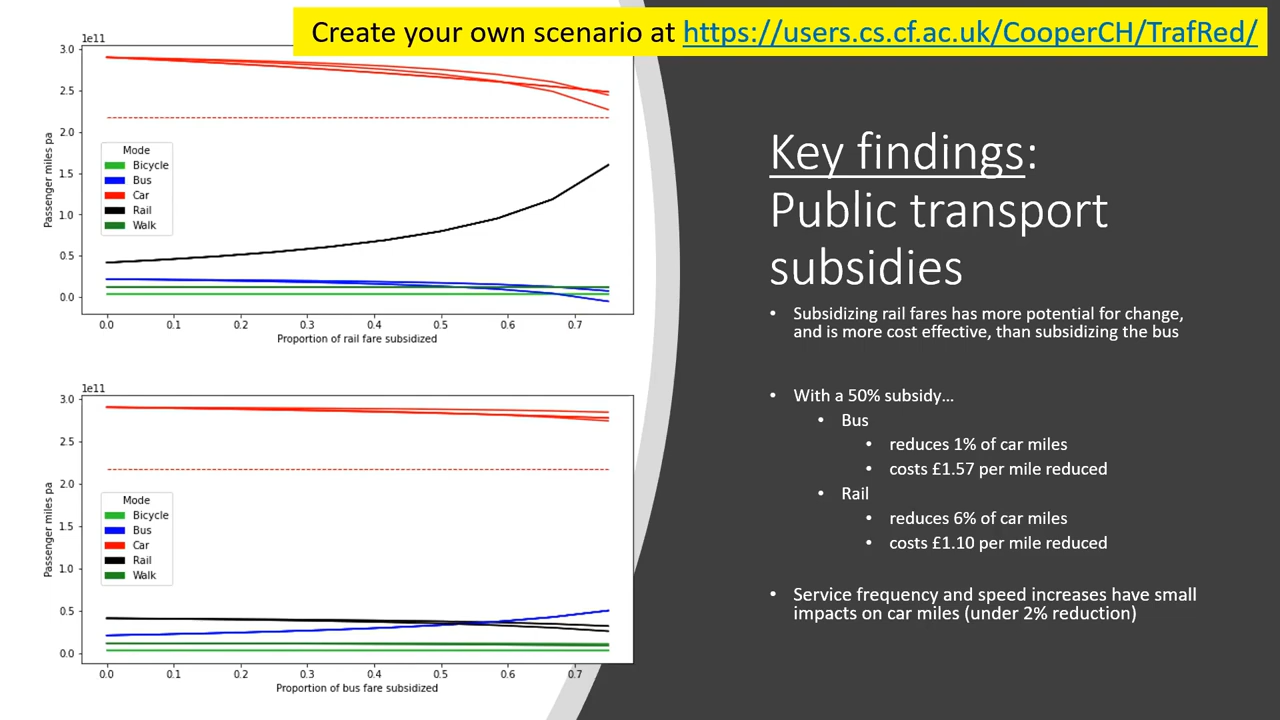 Create your own scenario at https://users.cs.cf.ac.uk/CooperCH/TrafRed/
1e11
3.0
2.5
2.0
1.5
1.0
0.5
0.0
Passenger miles pa
Mode
Bicycle
Bus
Car
Rail
Walk
0.0 0.1 0.2 0.3 0.4 0.5 0.6 0.7
Proportion of rail fare subsidized
1e11
3.0
2.5
2.0
1.5
1.0
0.5
0.0
Passenger miles pa
Mode
Bicycle
Bus
Car
Rail
Walk
0.0 0.1 0.2 0.3 0.4 0.5 0.6 0.7
Proportion of bus fare subsidized
Key findings:
Public transport
subsidies
• Subsidizing rail fares has more potential for change,
and is more cost effective, than subsidizing the bus
• With a 50% subsidy…
• Bus
• reduces 1% of car miles
• costs £1.57 per mile reduced
• Rail
• reduces 6% of car miles
• costs £1.10 per mile reduced
• Service frequency and speed increases have small
impacts on car miles (under 2% reduction)